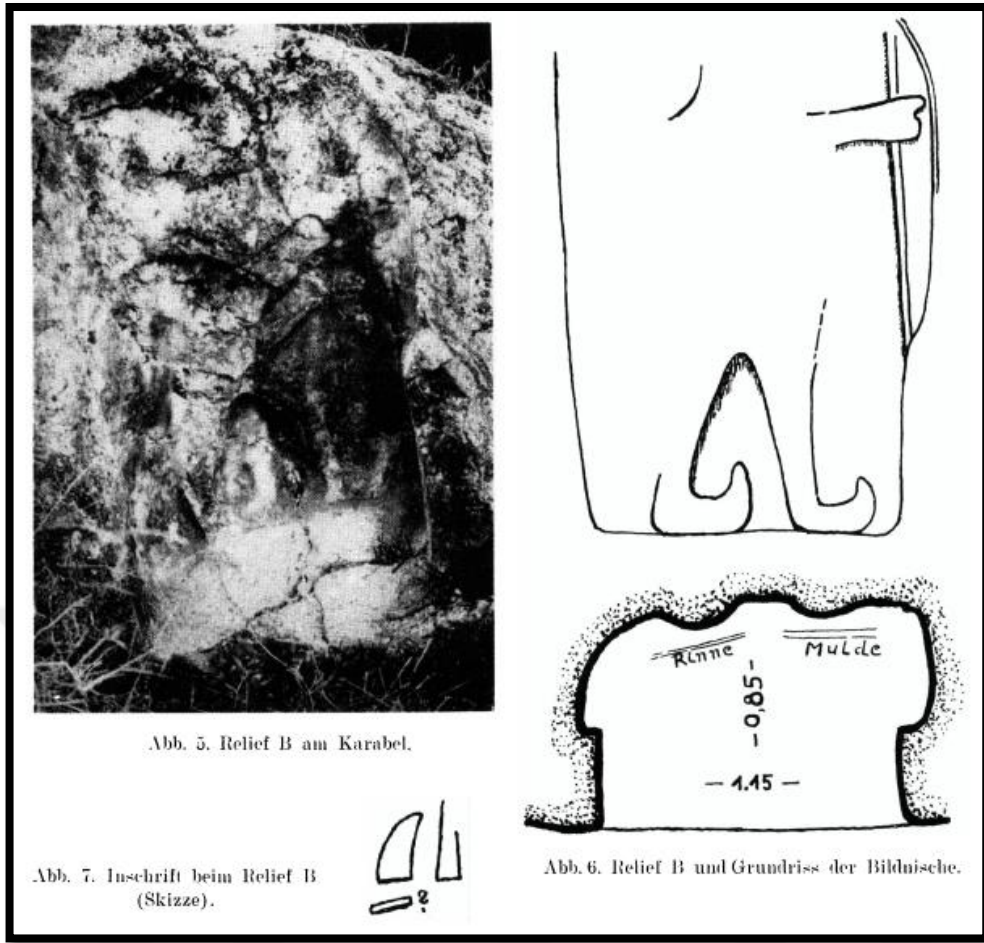 Abb. 5. Relief B am Karabel.
Abb. 7. Inschrift beim Relief B
(Skizze).
?
Rinne
Mulde
– 0,85 –
– 1.15 –
Abb. 6. Relief B und Grundriss der Bildnische.